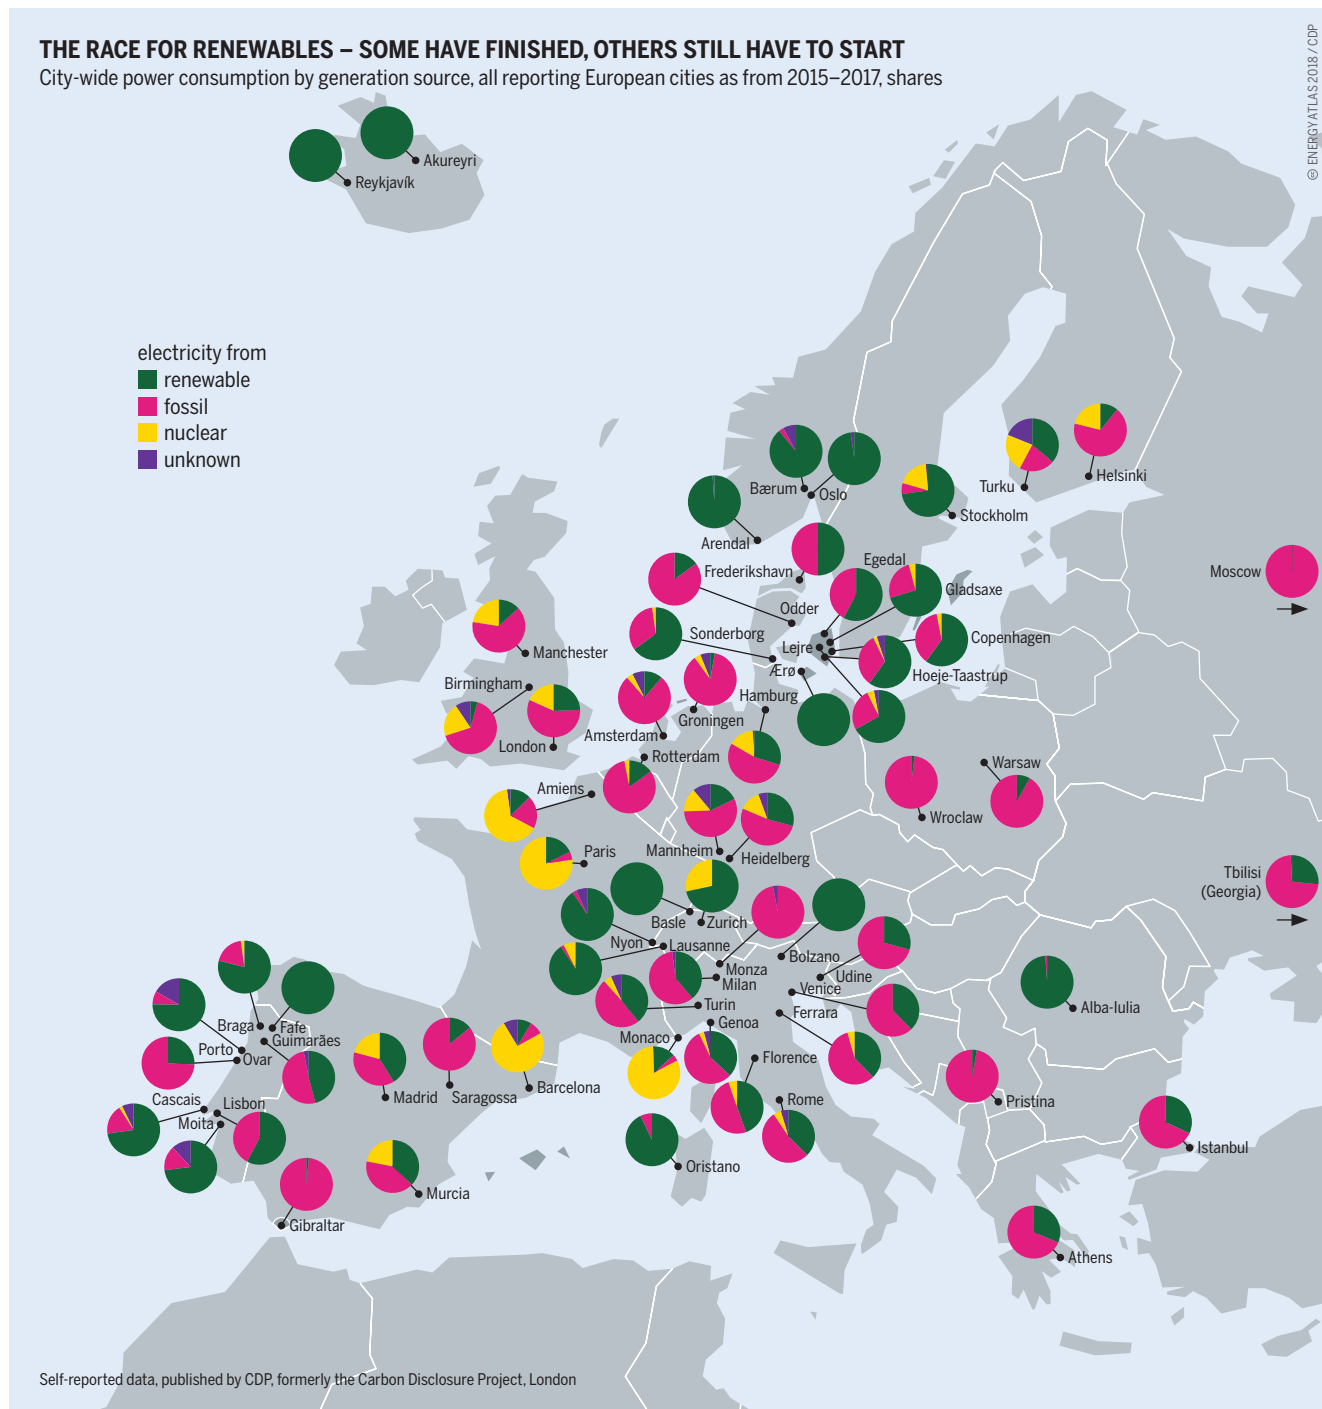 THE RACE FOR RENEWABLES – SOME HAVE FINISHED, OTHERS STILL HAVE TO START
City-wide power consumption by generation source, all reporting European cities as from 2015–2017, shares
ENERGY ATLAS 2018 / CDP
Akureyri
Reykjavík
electricity from
renewable
fossil
nuclear
unknown
Bærum
Oslo
Turku
Helsinki
Stockholm
Arendal
Frederikshavn
Egedal
Moscow
Gladsaxe
Odder
Sonderborg
Copenhagen
Lejre
Manchester
Ærø
Hoeje-Taastrup
Birmingham
Hamburg
Groningen
Amsterdam
London
Rotterdam
Warsaw
Amiens
Wroclaw
Paris
Mannheim
Heidelberg
Tbilisi
(Georgia)
Basle
Zurich
Nyon
Lausanne
Bolzano
Monza
Udine
Milan
Venice
Turin
Alba-Iulia
Ferrara
Genoa
Braga
Fafe
Guimarães
Monaco
Porto
Ovar
Florence
Barcelona
Madrid
Saragossa
Cascais
Lisbon
Rome
Pristina
Moita
Istanbul
Oristano
Murcia
Gibraltar
Athens
Self-reported data, published by CDP, formerly the Carbon Disclosure Project, London